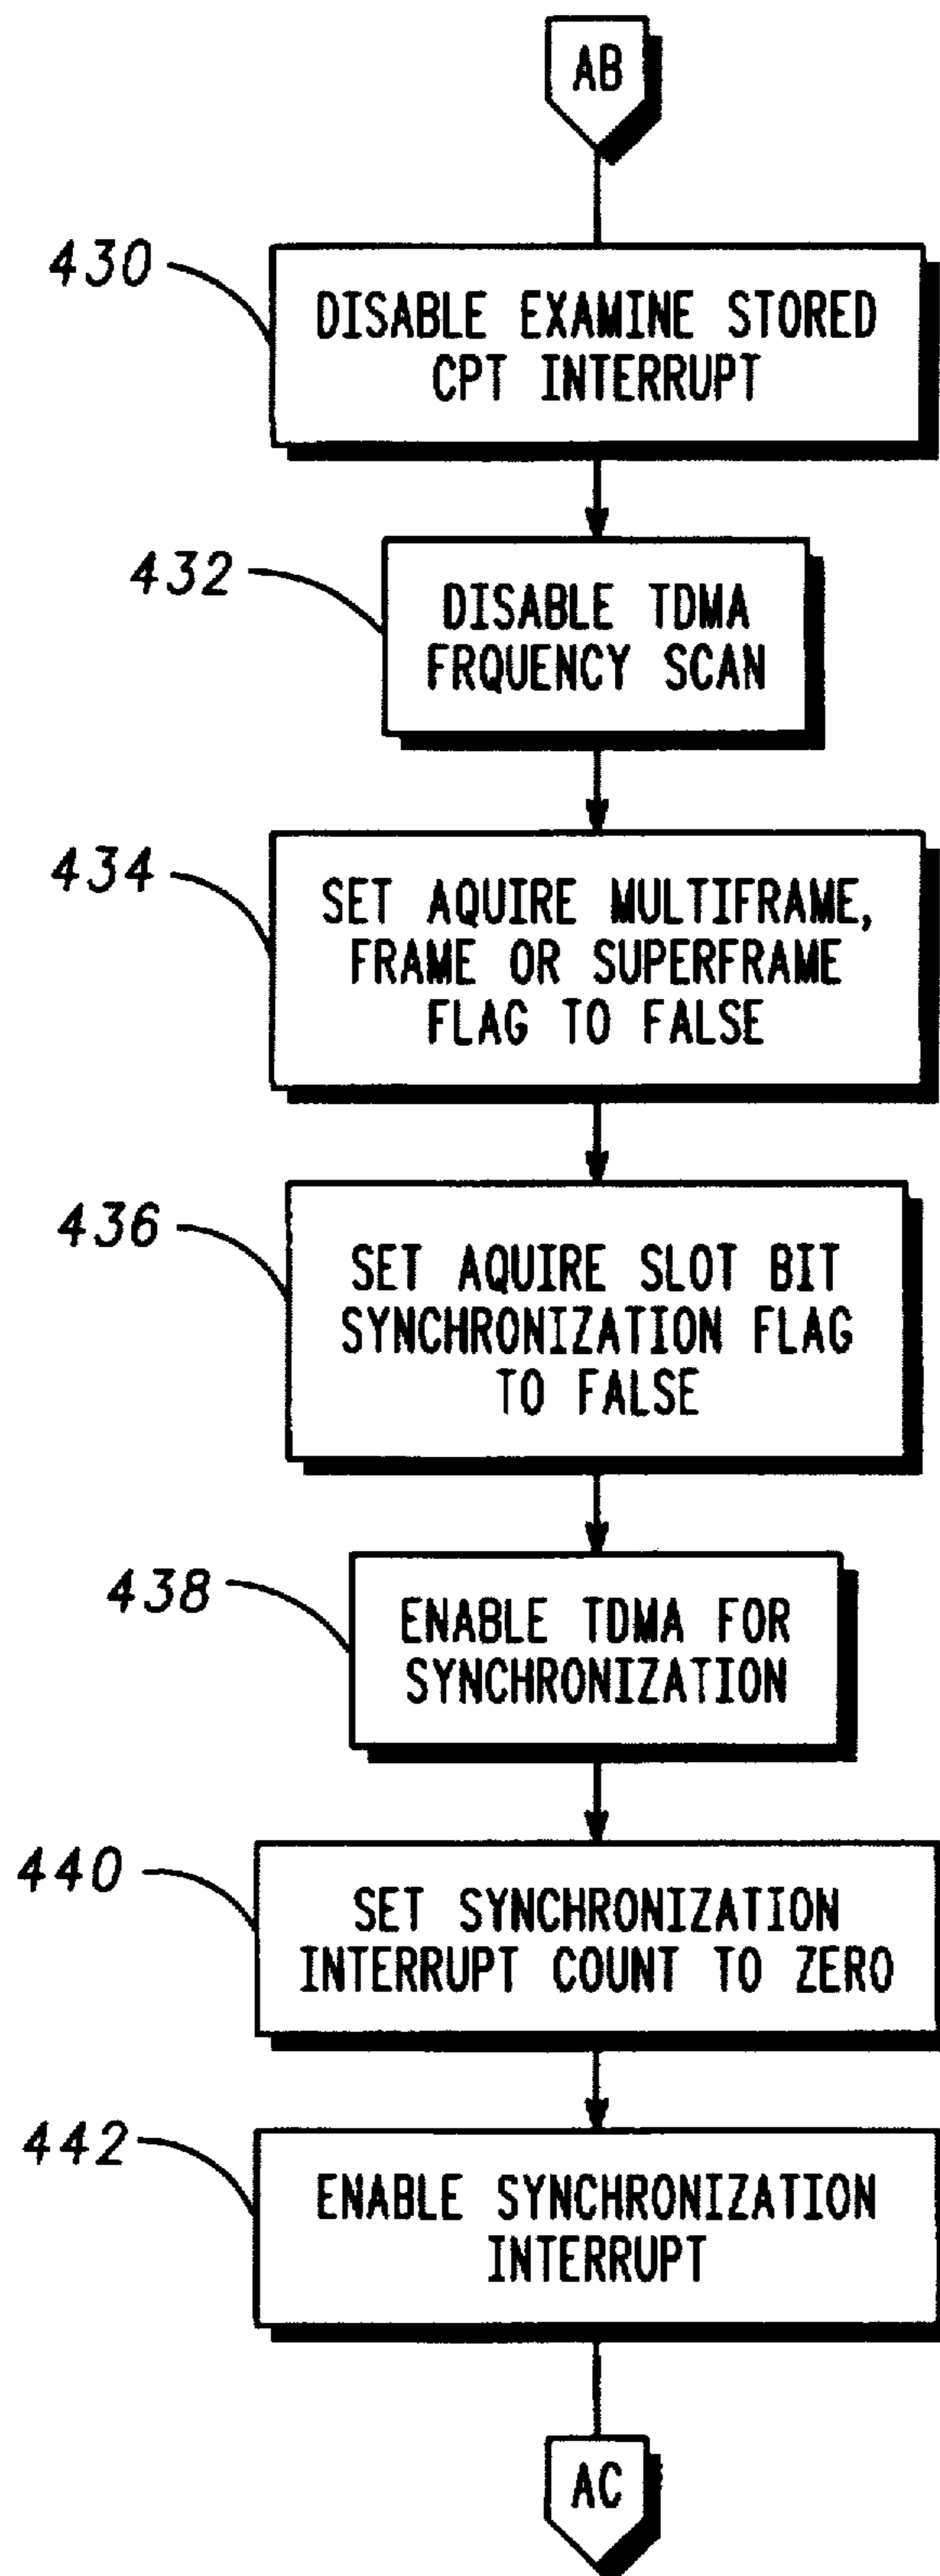 AB
430
DISABLE EXAMINE STORED
CPT INTERRUPT
432
DISABLE TDMA
FRQUENCY SCAN
434
SET AQUIRE MULTIFRAME,
FRAME OR SUPERFRAME
FLAG TO FALSE
436
SET AQUIRE SLOT BIT
SYNCHRONIZATION FLAG
TO FALSE
438
ENABLE TDMA FOR
SYNCHRONIZATION
440
SET SYNCHRONIZATION
INTERRUPT COUNT TO ZERO
442
ENABLE SYNCHRONIZATION
INTERRUPT
AC